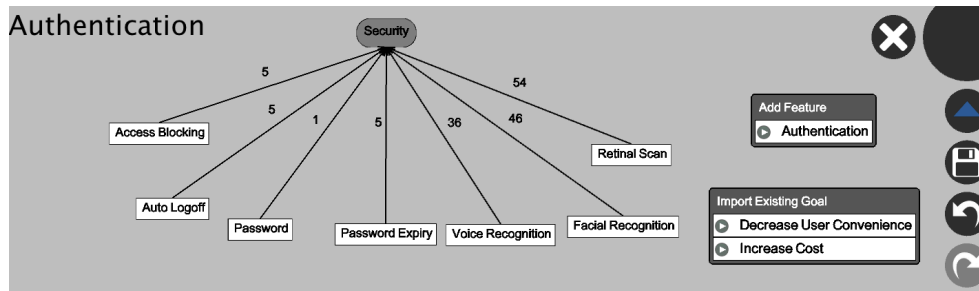 Authentication
Security
5
54
5
1
5
36
46
Access Blocking
Retinal Scan
Auto Logoff
Password
Password Expiry
Voice Recognition
Facial Recognition
Add Feature
Authentication
Import Existing Goal
Decrease User Convenience
Increase Cost